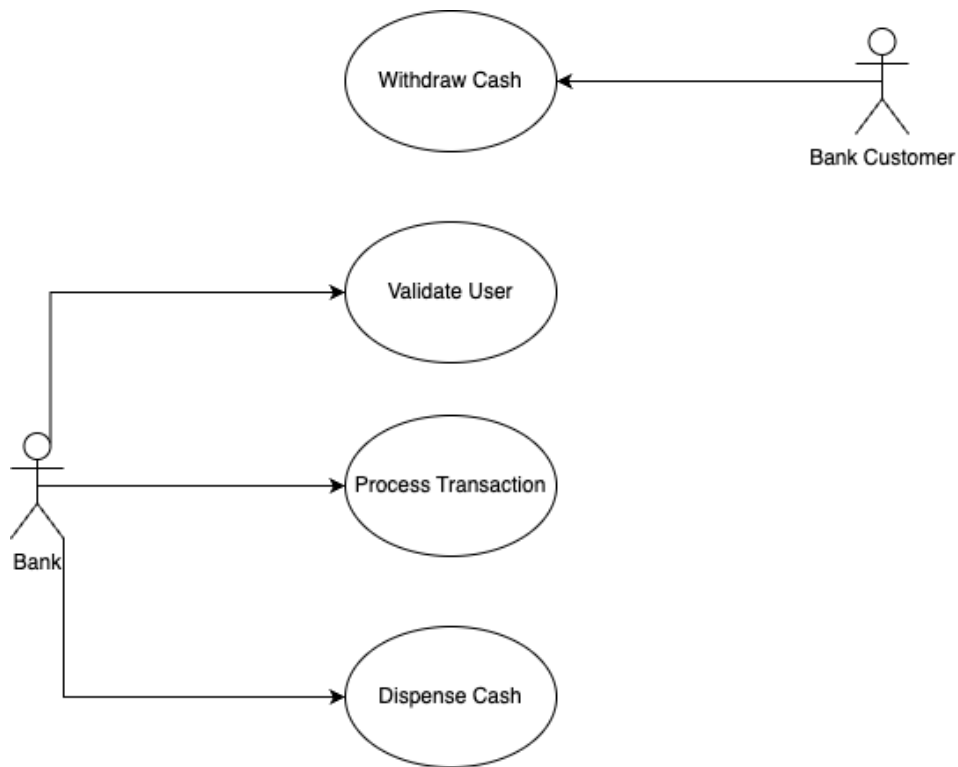 Withdraw Cash
Bank Customer
Validate User
Process Transaction
Bank
Dispense Cash